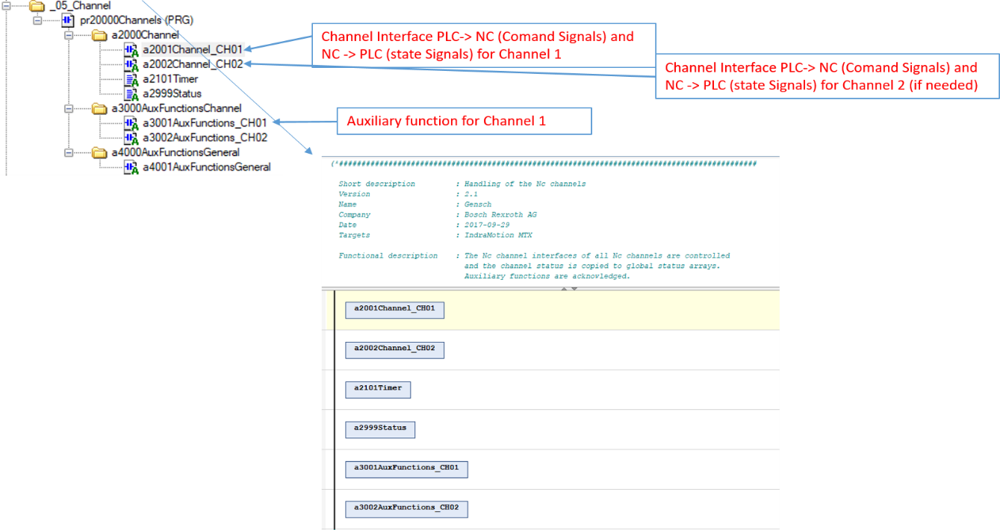 _05_Channel
pr20000Channels (PRG)
a2000Channel
a2001Channel_CH01
a2002Channel_CH02
a2101Timer
a2999Status
a3000AuxFunctionsChannel
a3001AuxFunctions_CH01
a3002AuxFunctions_CH02
a4000AuxFunctionsGeneral
a4001AuxFunctionsGeneral
Channel Interface PLC-> NC (Comand Signals) and
NC -> PLC (state Signals) for Channel 1
Channel Interface PLC-> NC (Comand Signals) and
NC -> PLC (state Signals) for Channel 2 (if needed)
Auxiliary function for Channel 1
Short description : Handling of the Nc channels
Version : 2.1
Name : Gensch
Company : Bosch Rexroth AG
Date : 2017-09-29
Targets : IndraMotion MTX
Functional description : The Nc channel interfaces of all Nc channels are controlled
and the channel status is copied to global status arrays.
Auxiliary functions are acknowledged.
a2001Channel_CH01
a2002Channel_CH02
a2101Timer
a2999Status
a3001AuxFunctions_CH01
a3002AuxFunctions_CH02